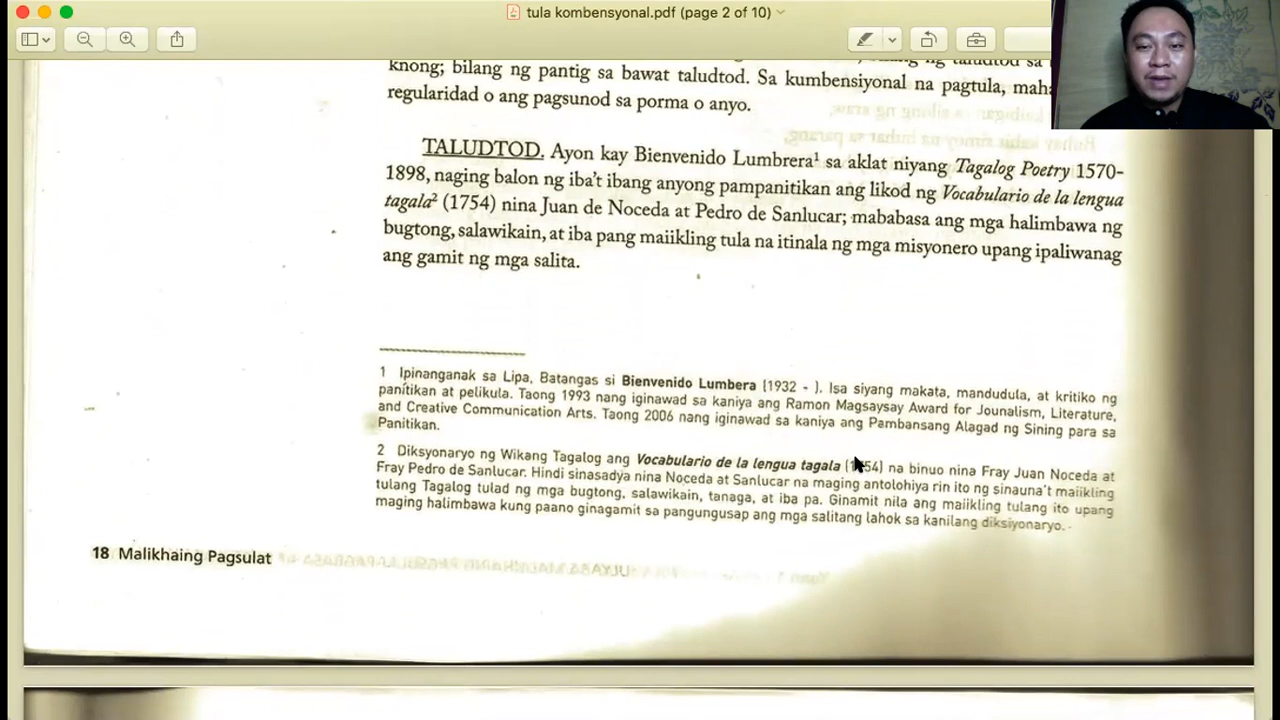 tula kombensyonal.pdf (page 2 of 10)
knong; bilang ng pantig sa bawat taludtod. Sa kumbensiyonal na pagtula,
regularidad o ang pagsunod sa porma o anyo.
TALUDTOD. Ayon kay Bienvenido Lumbrera¹ sa aklat niyang Tagalog Poetry 1570-
1898, naging balon ng iba't ibang anyong pampanitikan ang likod ng Vocabulario de la lengua
tagala² (1754) nina Juan de Noceda at Pedro de Sanlucar; mababasa ang mga halimbawa ng
bugtong, salawikain, at iba pang maiikling tula na itinala ng mga misyonero upang ipaliwanag
ang gamit ng mga salita.
1 Ipinanganak sa Lipa, Batangas si Bienvenido Lumbera (1932 - ). Isa siyang makata, mandudula, at kritiko ng
panitikan at pelikula. Taong 1993 nang iginawad sa kaniya ang Ramon Magsaysay Award for Jounalism, Literature,
and Creative Communication Arts. Taong 2006 nang iginawad sa kaniya ang Pambansang Alagad ng Sining para sa
Panitikan.
2 Diksyonaryo ng Wikang Tagalog ang Vocabulario de la lengua tagala (1754) na binuo nina Fray Juan Noceda at
Fray Pedro de Sanlucar. Hindi sinasadya nina Noceda at Sanlucar na maging antolohiya rin ito ng sinauna't maiikling
tulang Tagalog tulad ng mga bugtong, salawikain, tanaga, at iba pa. Ginamit nila ang maiikling tulang ito upang
maging halimbawa kung paano ginagamit sa pangungusap ang mga salitang lahok sa kanilang diksiyonaryo.
18 Malikhaing Pagsulat